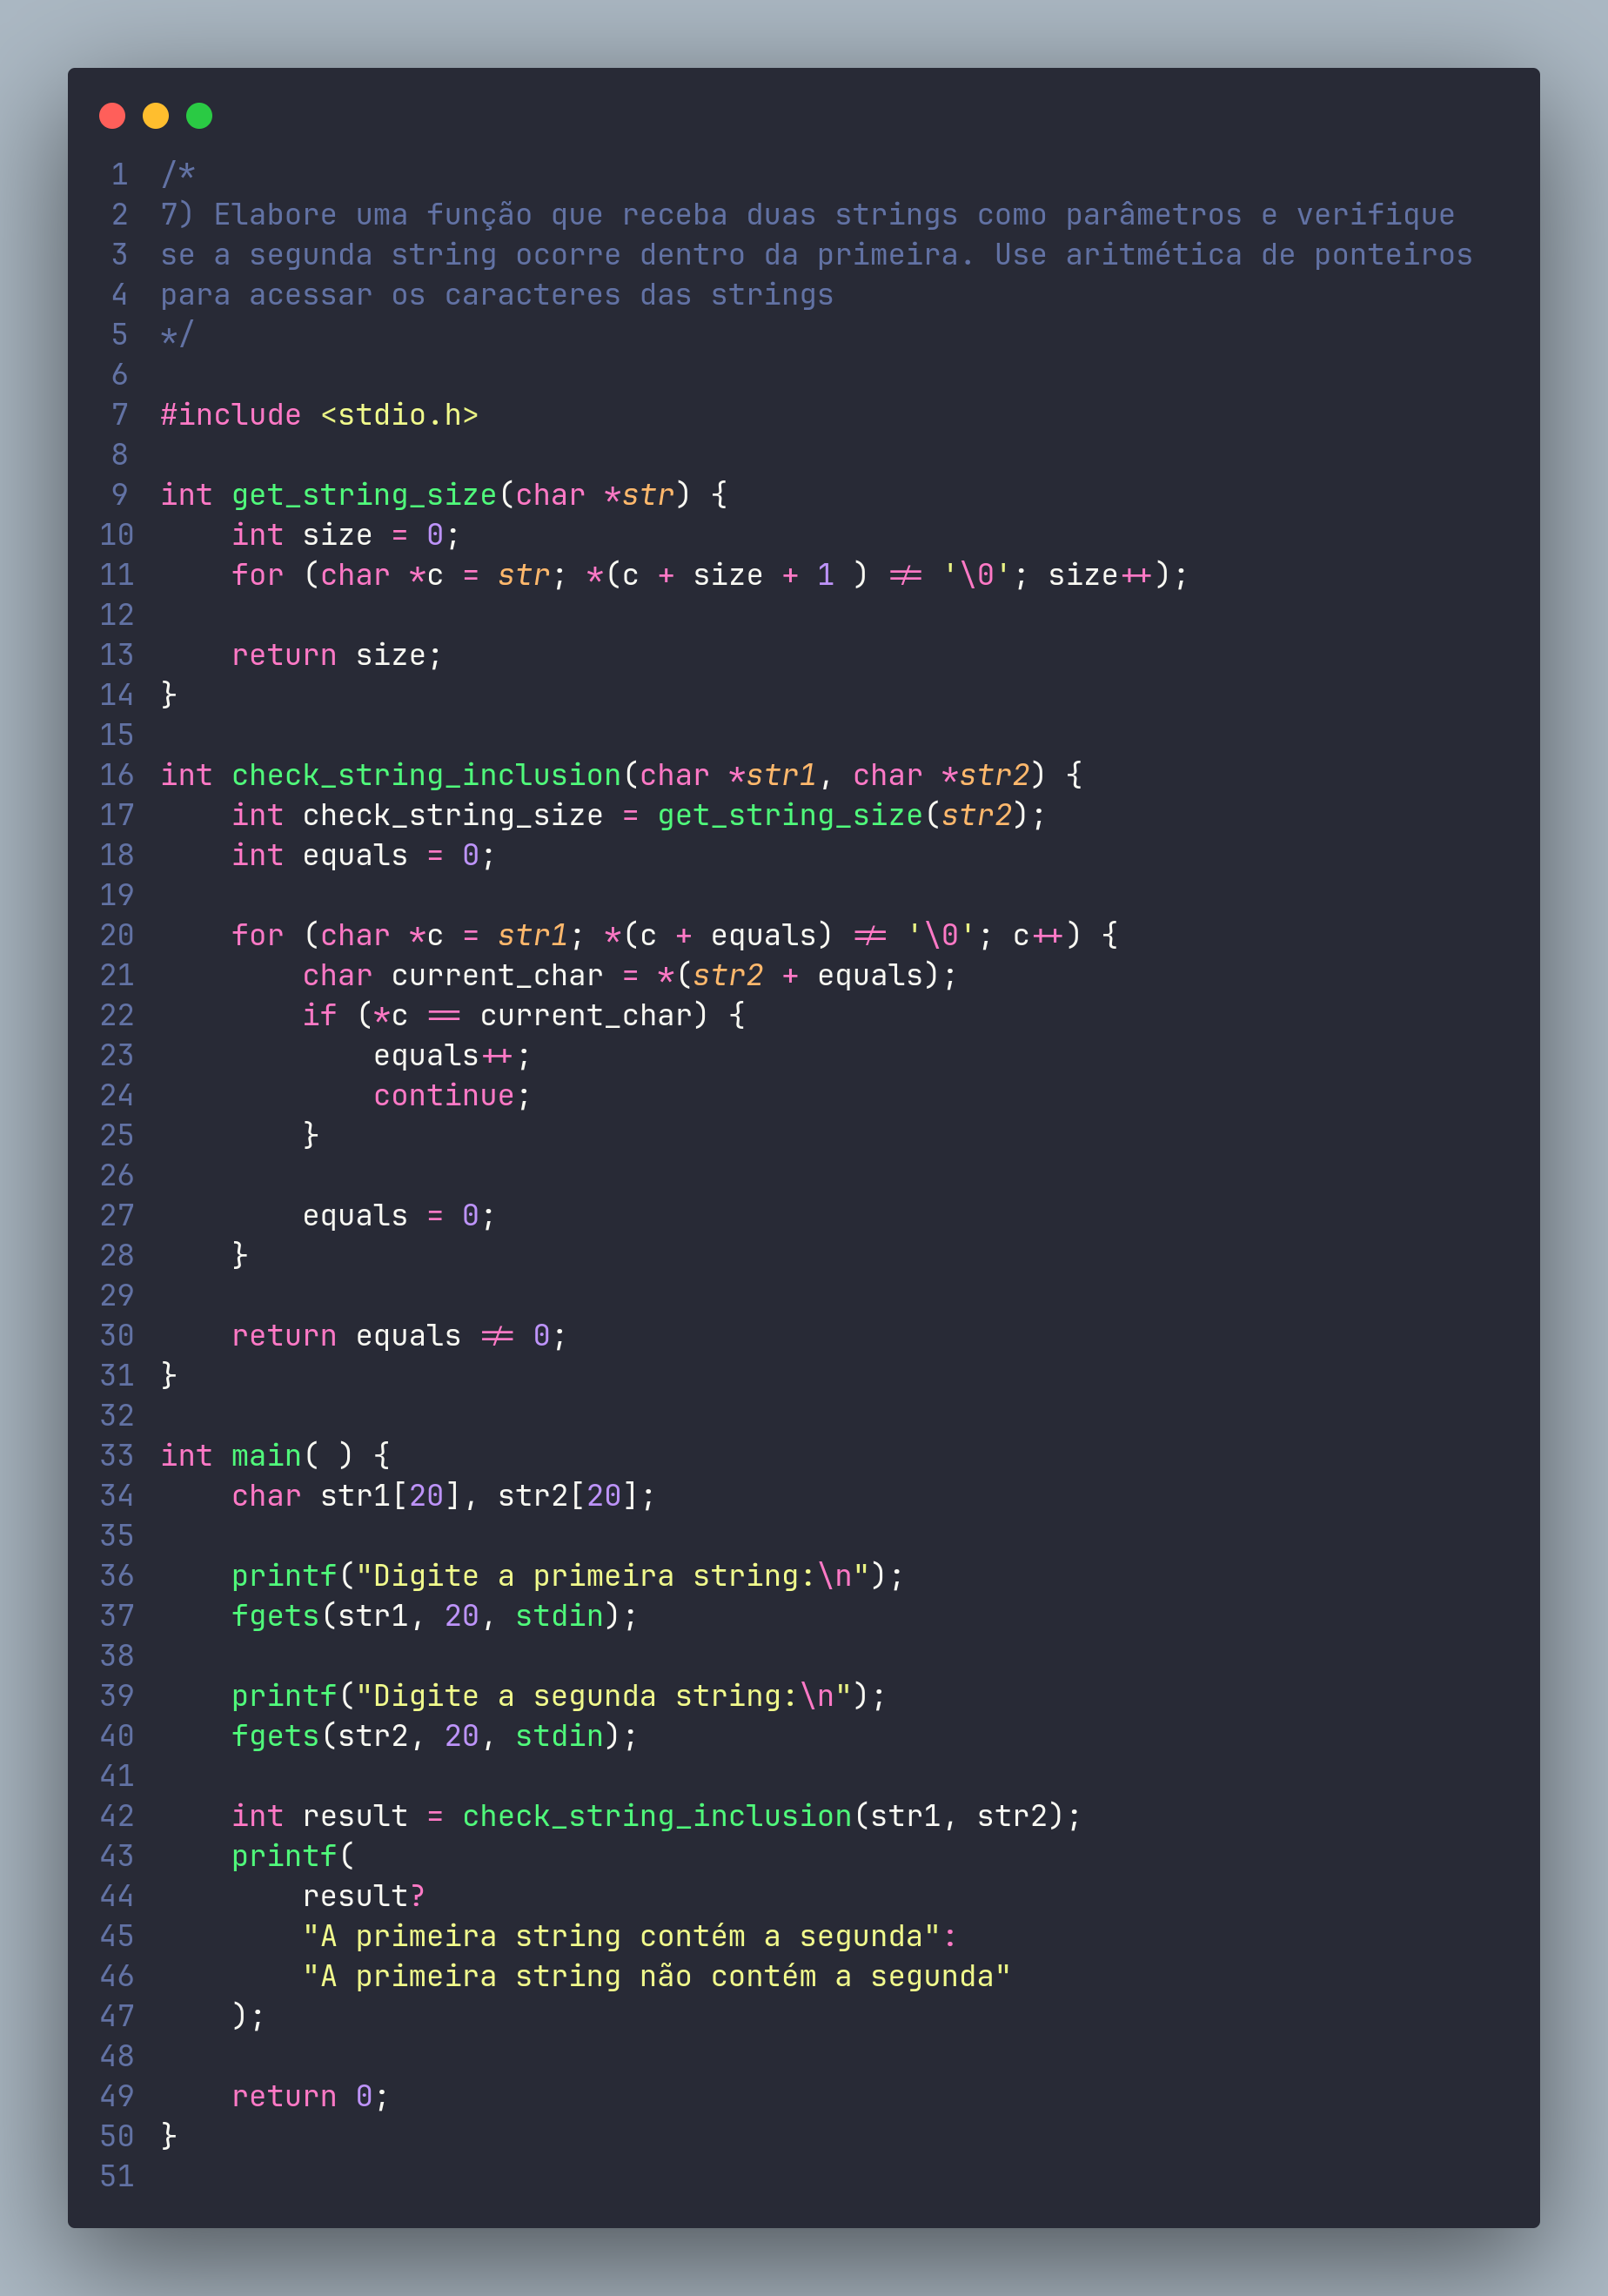 1 /*
2 7) Elabore uma função que receba duas strings como parâmetros e verifique
3 se a segunda string ocorre dentro da primeira. Use aritmética de ponteiros
4 para acessar os caracteres das strings
5 */
6
7 #include <stdio.h>
8
9 int get_string_size(char *str) {
10     int size = 0;
11     for (char *c = str; *(c + size + 1 ) != '\0'; size++);
12
13     return size;
14 }
15
16 int check_string_inclusion(char *str1, char *str2) {
17     int check_string_size = get_string_size(str2);
18     int equals = 0;
19
20     for (char *c = str1; *(c + equals) != '\0'; c++) {
21         char current_char = *(str2 + equals);
22         if (*c == current_char) {
23             equals++;
24             continue;
25         }
26
27         equals = 0;
28     }
29
30     return equals != 0;
31 }
32
33 int main( ) {
34     char str1[20], str2[20];
35
36     printf("Digite a primeira string:\n");
37     fgets(str1, 20, stdin);
38
39     printf("Digite a segunda string:\n");
40     fgets(str2, 20, stdin);
41
42     int result = check_string_inclusion(str1, str2);
43     printf(
44         result?
45         "A primeira string contém a segunda":
46         "A primeira string não contém a segunda"
47     );
48
49     return 0;
50 }
51